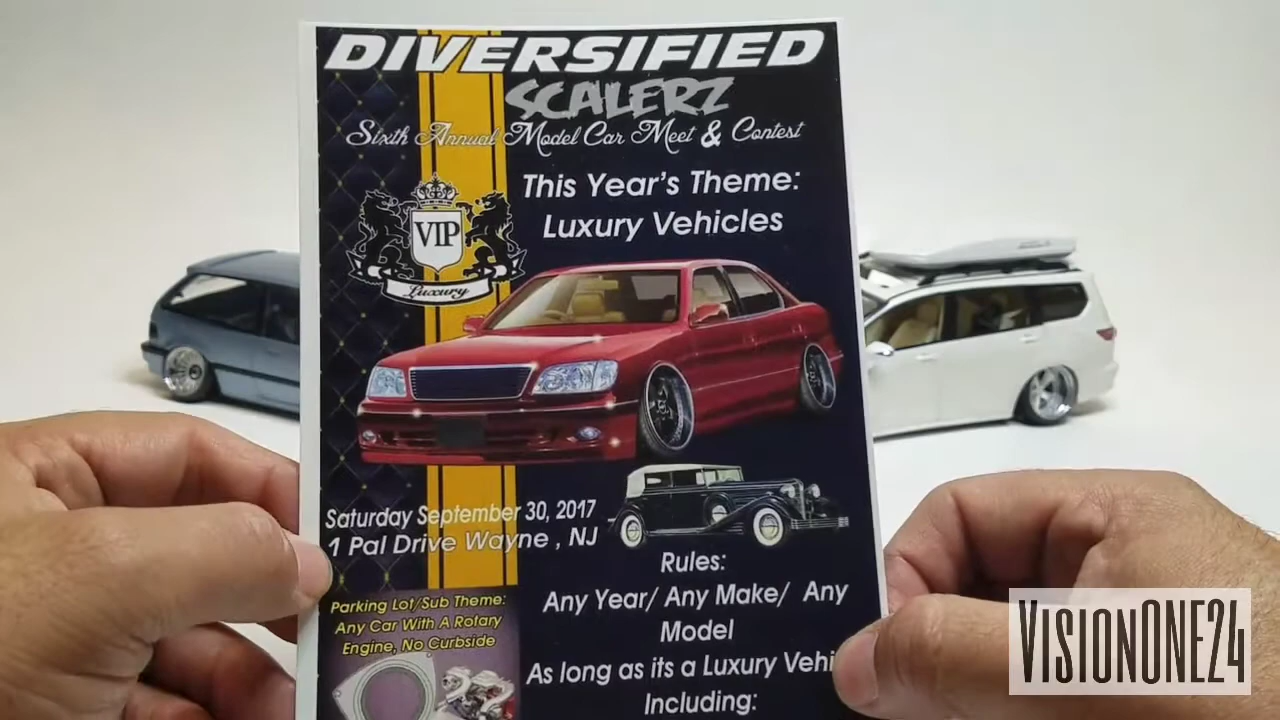 DIVERSIFIED
SCALERZ
Sixth Annual Model Car Meet & Contest
This Year's Theme:
Luxury Vehicles
VIP
Luxury
Saturday September 30, 2017
1 Pal Drive Wayne , NJ
Rules:
Any Year/ Any Make/ Any
Model
As long as its a Luxury Vehi
Including:
Parking Lot/Sub Theme:
Any Car With A Rotary
Engine, No Curbside
VISIONONE24